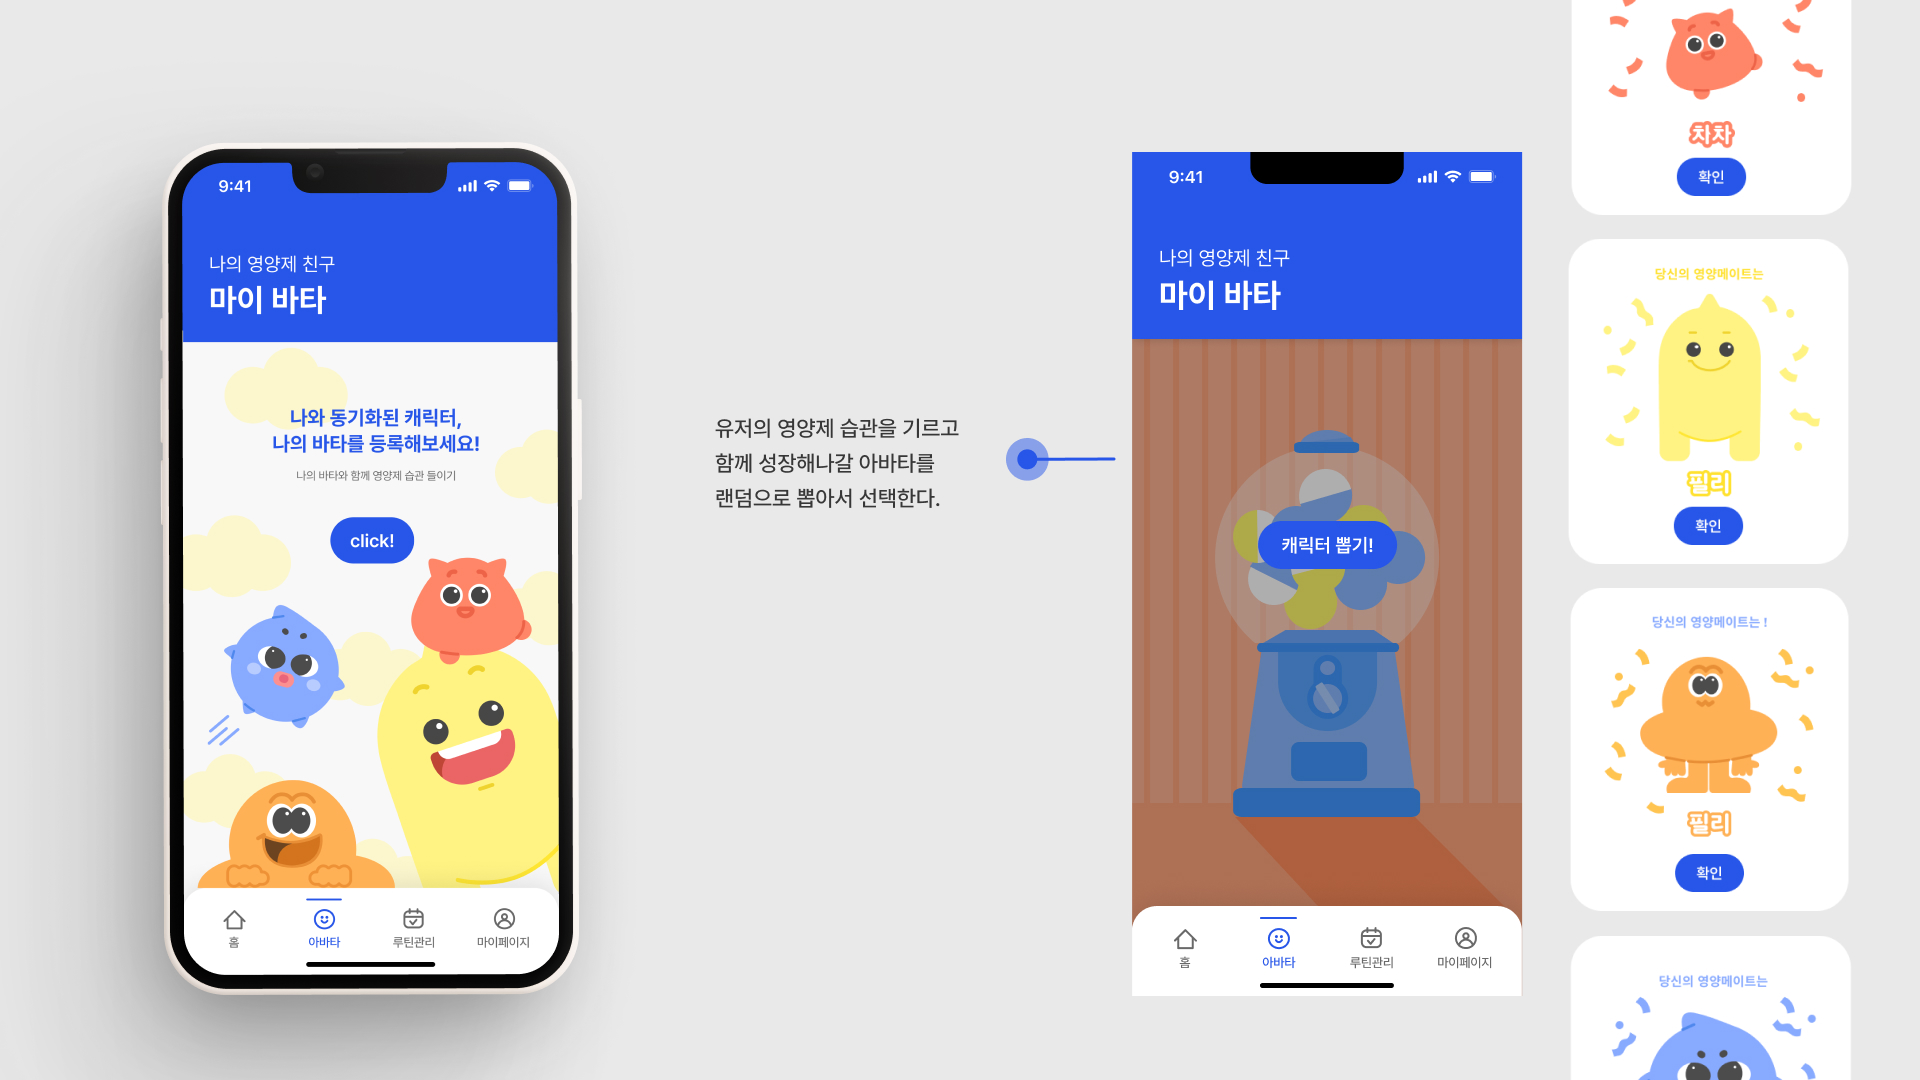 9:41
나의 영양제 친구
마이 바타
나와 동기화된 캐릭터,
나의 바타를 등록해보세요!
나의 바타와 함께 영양제 습관 들이기
click!
홈
아바타
루틴관리
마이페이지
유저의 영양제 습관을 기르고
함께 성장해나갈 아바타를
랜덤으로 뽑아서 선택한다.
9:41
나의 영양제 친구
마이 바타
캐릭터 뽑기!
홈
아바타
루틴관리
마이페이지
차차
확인
당신의 영양메이트는
필리
확인
당신의 영양메이트는 !
필리
확인
당신의 영양메이트는